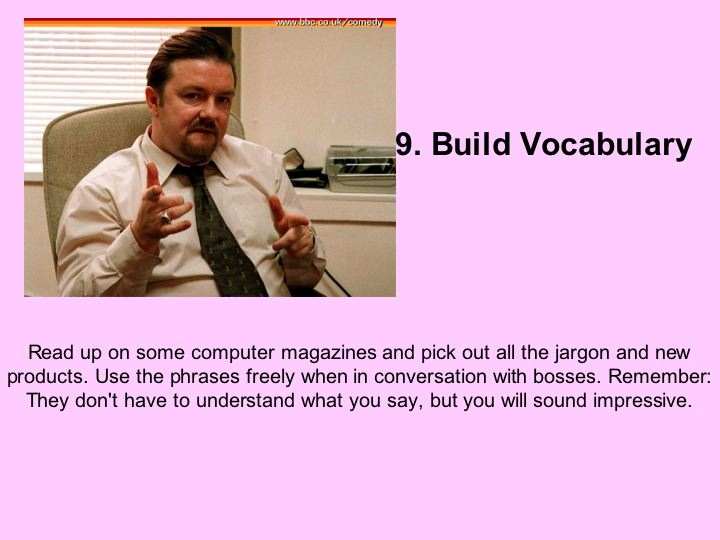 www.bbc.co.uk/comedy
9. Build Vocabulary
Read up on some computer magazines and pick out all the jargon and new
products. Use the phrases freely when in conversation with bosses. Remember:
They don't have to understand what you say, but you will sound impressive.